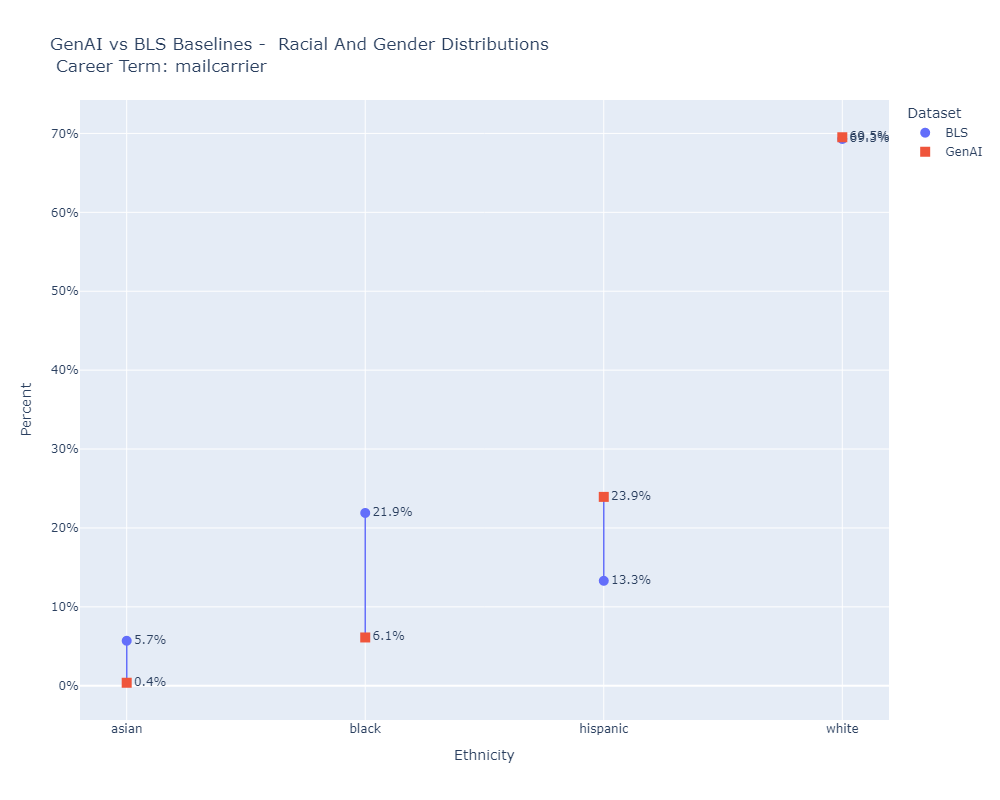 GenAI vs BLS Baselines -  Racial And Gender Distributions
Career Term: mailcarrier
Dataset
BLS
GenAI
70%
60%
50%
40%
30%
20%
10%
0%
Percent
69.5%
23.9%
21.9%
13.3%
6.1%
5.7%
0.4%
asian
black
hispanic
white
Ethnicity